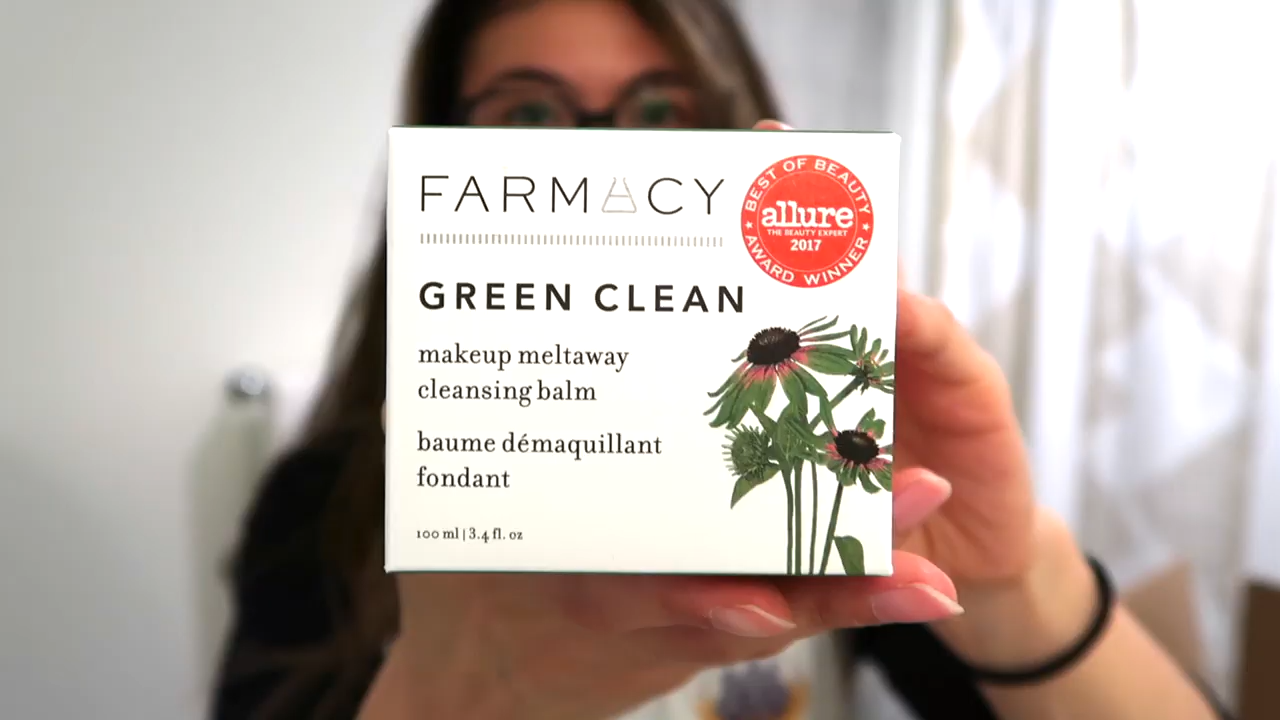 FARMACY
BEST OF BEAUTY
allure
THE BEAUTY EXPERT
2017
AWARD WINNER
GREEN CLEAN
makeup meltaway
cleansing balm
baume démaquillant
fondant
100 ml | 3.4 fl. oz